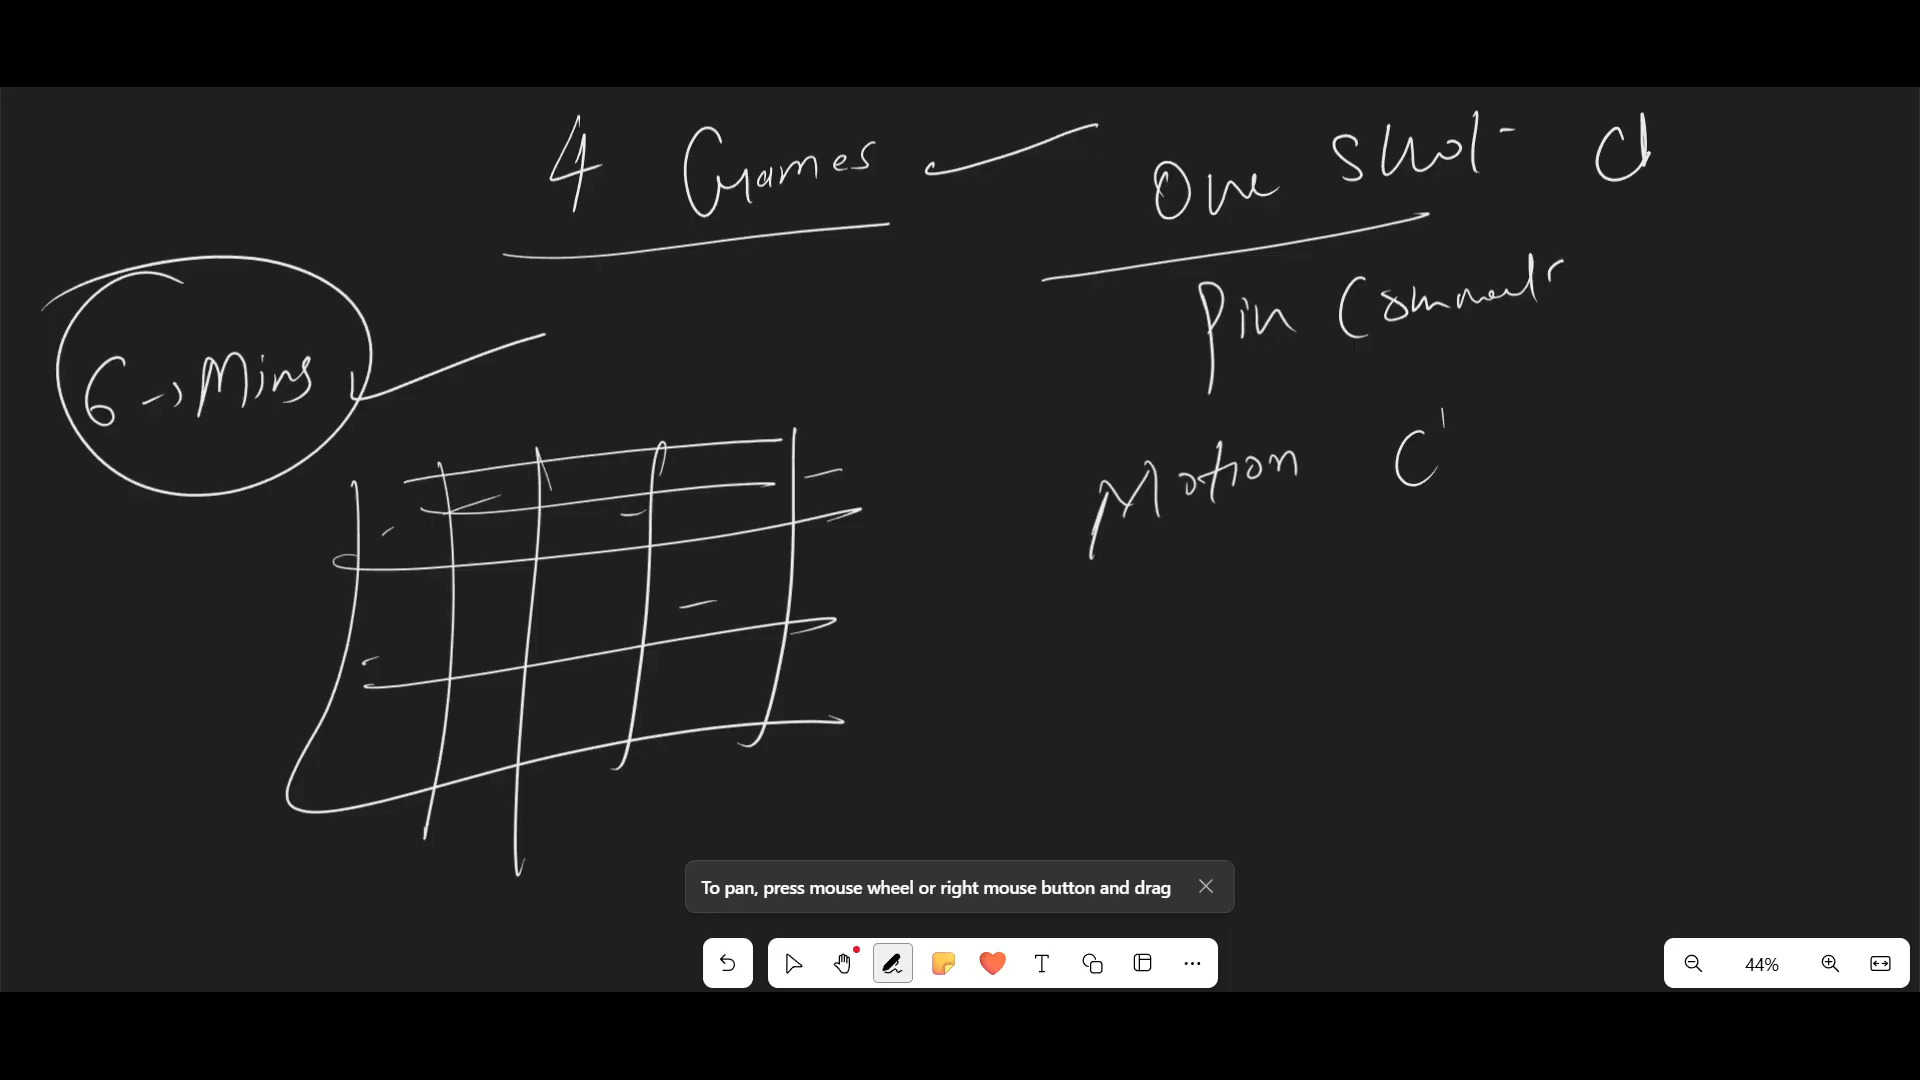 4 Games
One Shot
Pin Comment
6 → Mins
Motion C
To pan, press mouse wheel or right mouse button and drag
44%